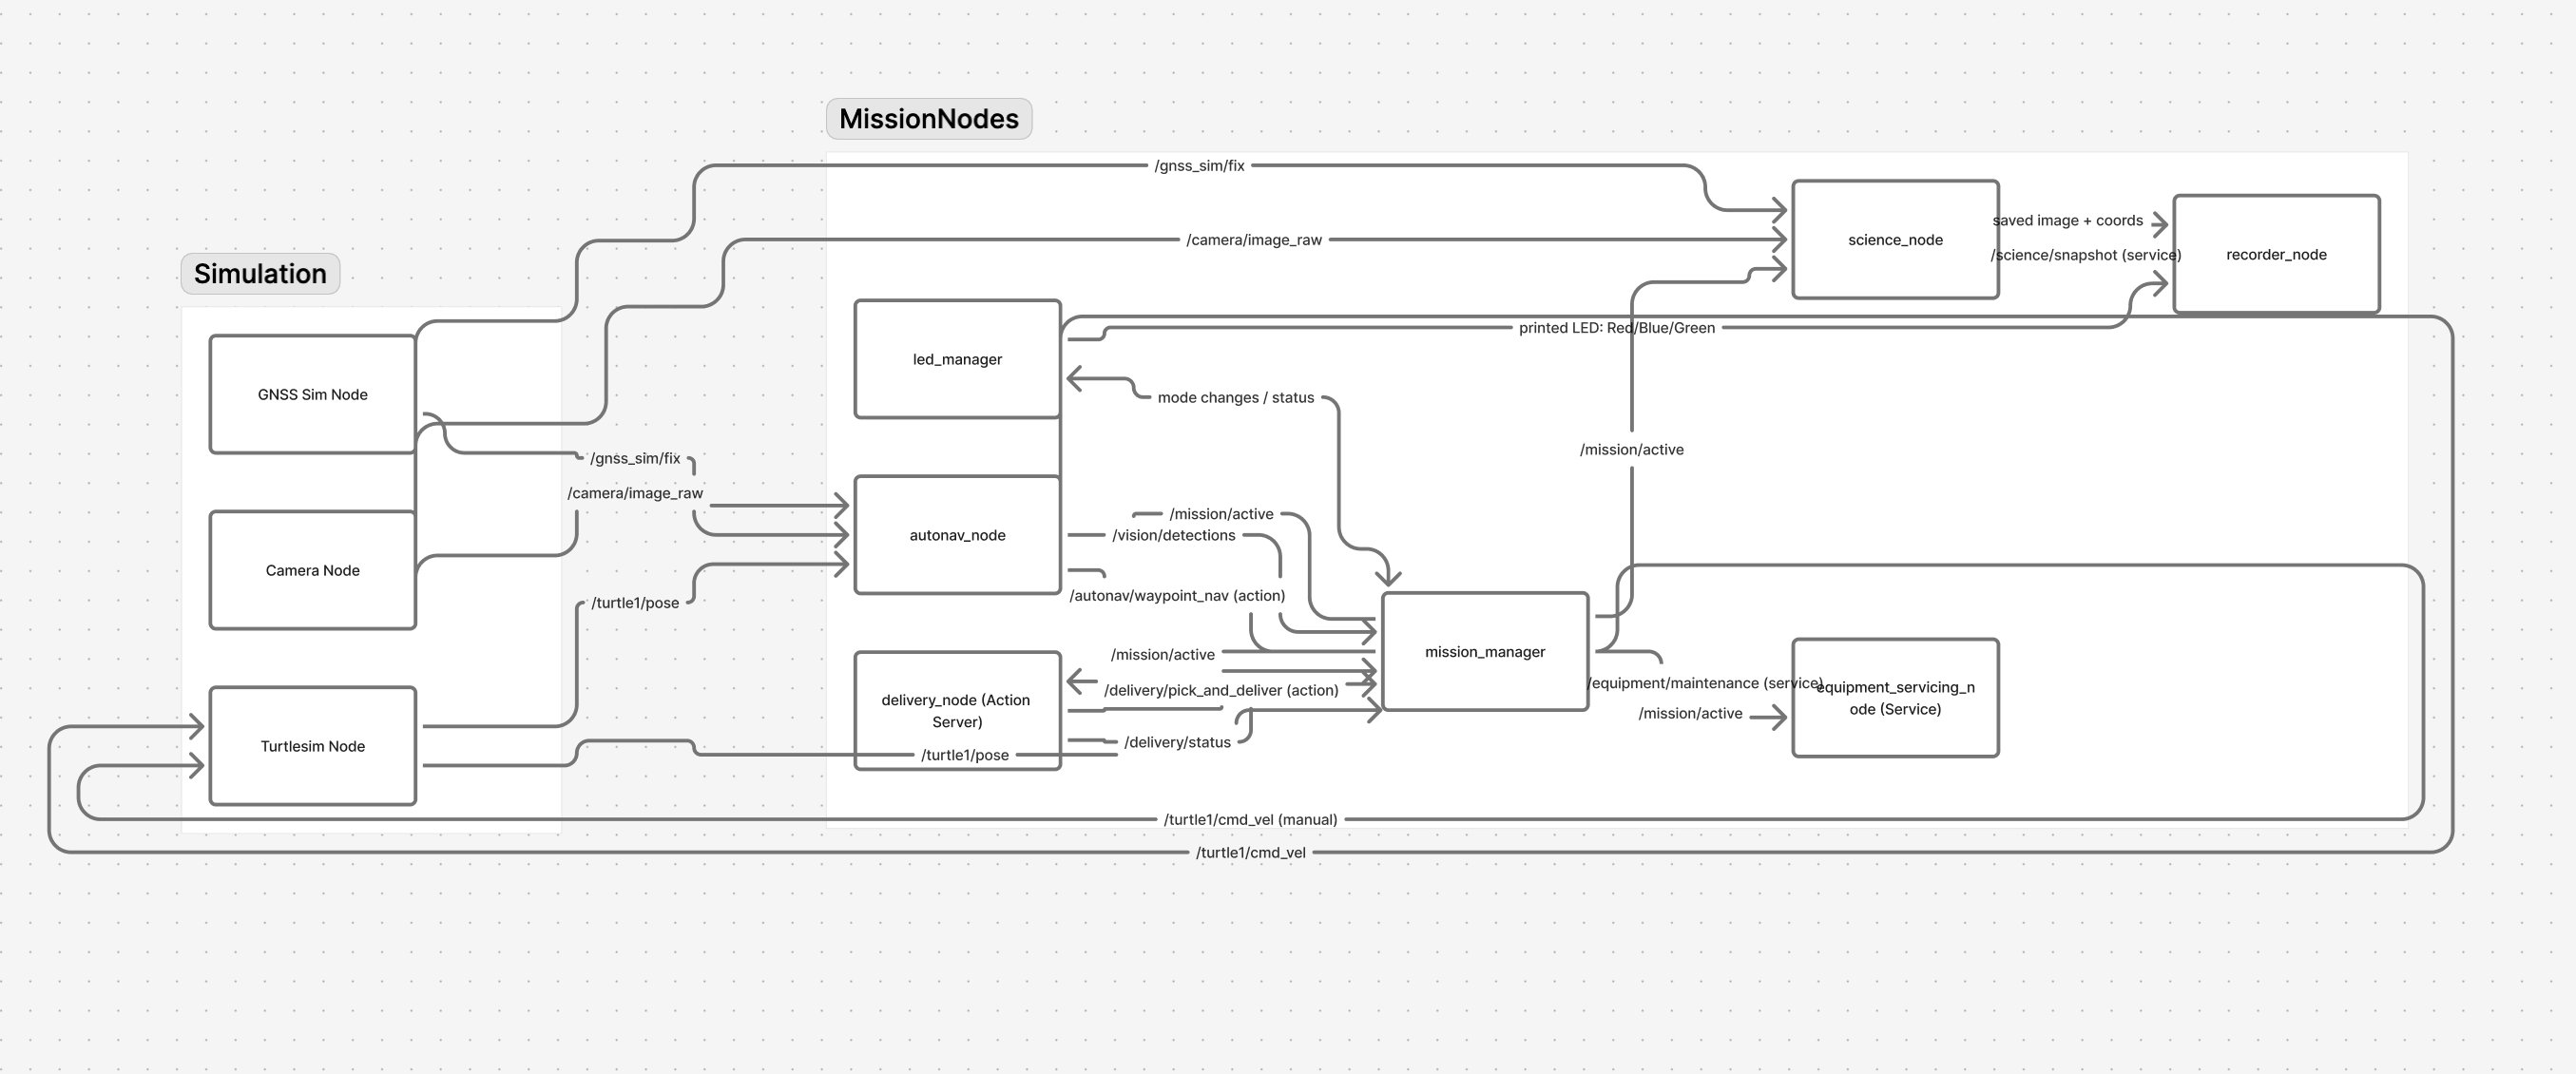 MissionNodes
/gnss_sim/fix
science_node
saved image + coords
/science/snapshot (service)
recorder_node
/camera/image_raw
Simulation
GNSS Sim Node
led_manager
printed LED: Red/Blue/Green
mode changes / status
/mission/active
/gnss_sim/fix
/camera/image_raw
Camera Node
autonav_node
/mission/active
/vision/detections
/autonav/waypoint_nav (action)
/turtle1/pose
mission_manager
/mission/active
/delivery/pick_and_deliver (action)
delivery_node (Action
Server)
/delivery/status
/turtle1/pose
/equipment/maintenance (service)
/mission/active
equipment_servicing_n
ode (Service)
Turtlesim Node
/turtle1/cmd_vel (manual)
/turtle1/cmd_vel